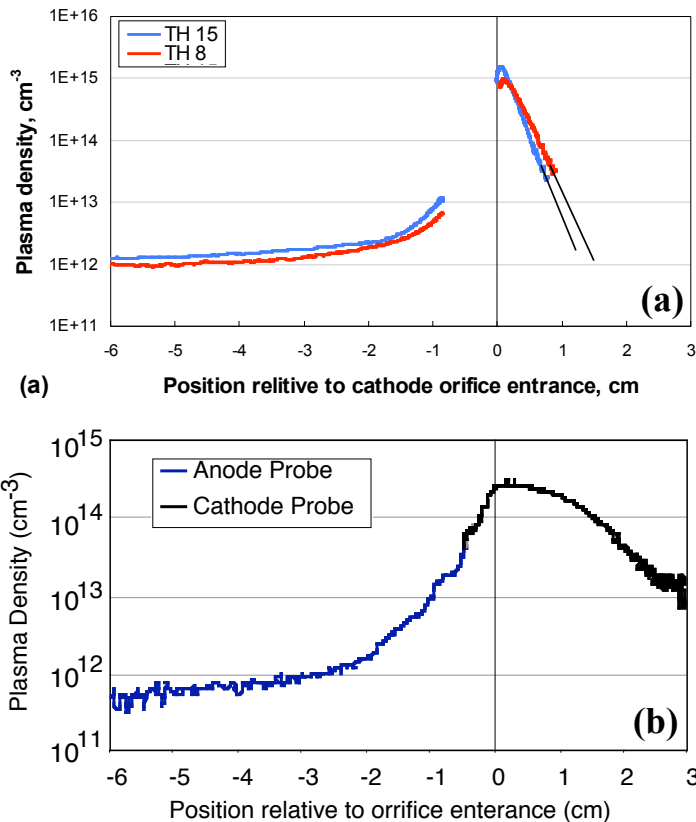 1E+16
1E+15
1E+14
1E+13
1E+12
1E+11
Plasma density, cm-3
TH 15
TH 8
(a)
-6 -5 -4 -3 -2 -1 0 1 2 3
(a) Position relitive to cathode orifice entrance, cm
10^15
10^14
10^13
10^12
10^11
Plasma Density (cm-3)
Anode Probe
Cathode Probe
(b)
-6 -5 -4 -3 -2 -1 0 1 2 3
Position relative to orrifice enterance (cm)